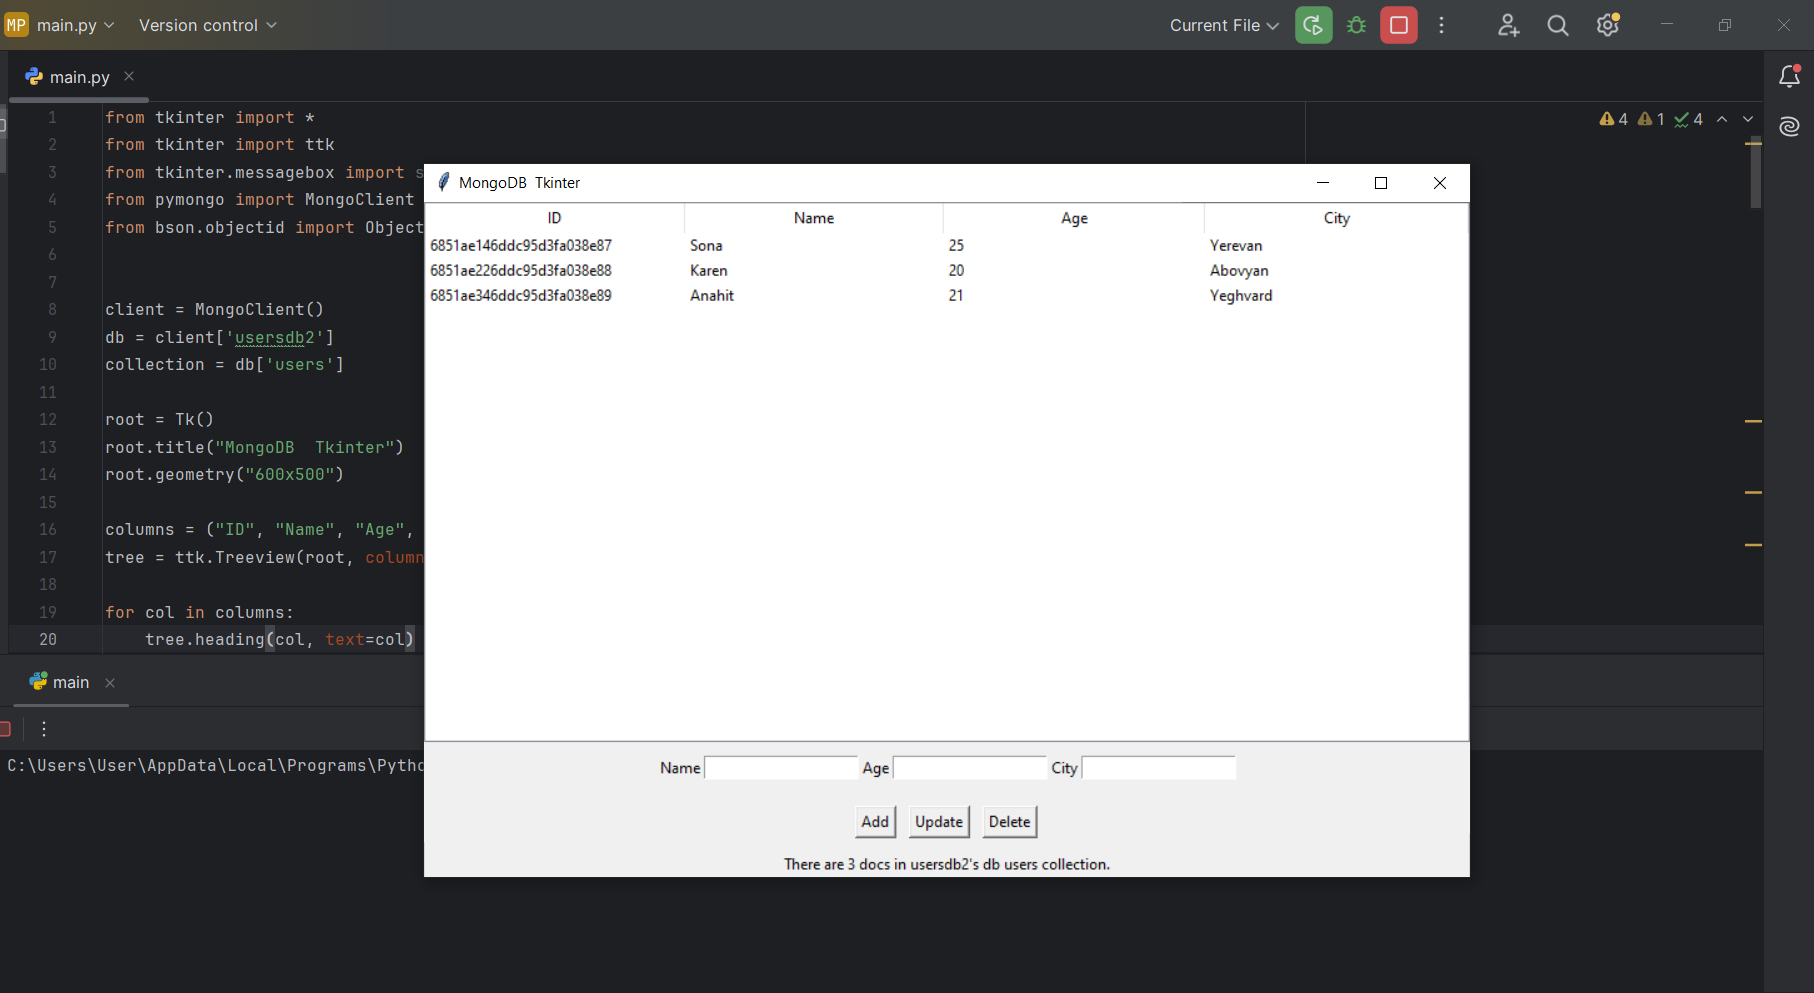 MP main.py Version control Current File
main.py
1 from tkinter import *
2 from tkinter import ttk
3 from tkinter.messagebox import s
4 from pymongo import MongoClient
5 from bson.objectid import Object
6
7
8 client = MongoClient()
9 db = client['usersdb2']
10 collection = db['users']
11
12 root = Tk()
13 root.title("MongoDB  Tkinter")
14 root.geometry("600x500")
15
16 columns = ("ID", "Name", "Age",
17 tree = ttk.Treeview(root, column
18
19 for col in columns:
20     tree.heading(col, text=col)
4 1 4
MongoDB  Tkinter
ID Name Age City
6851ae146ddc95d3fa038e87 Sona 25 Yerevan
6851ae226ddc95d3fa038e88 Karen 20 Abovyan
6851ae346ddc95d3fa038e89 Anahit 21 Yeghvard
Name Age City
Add Update Delete
There are 3 docs in usersdb2's db users collection.
main
C:\Users\User\AppData\Local\Programs\Pytho